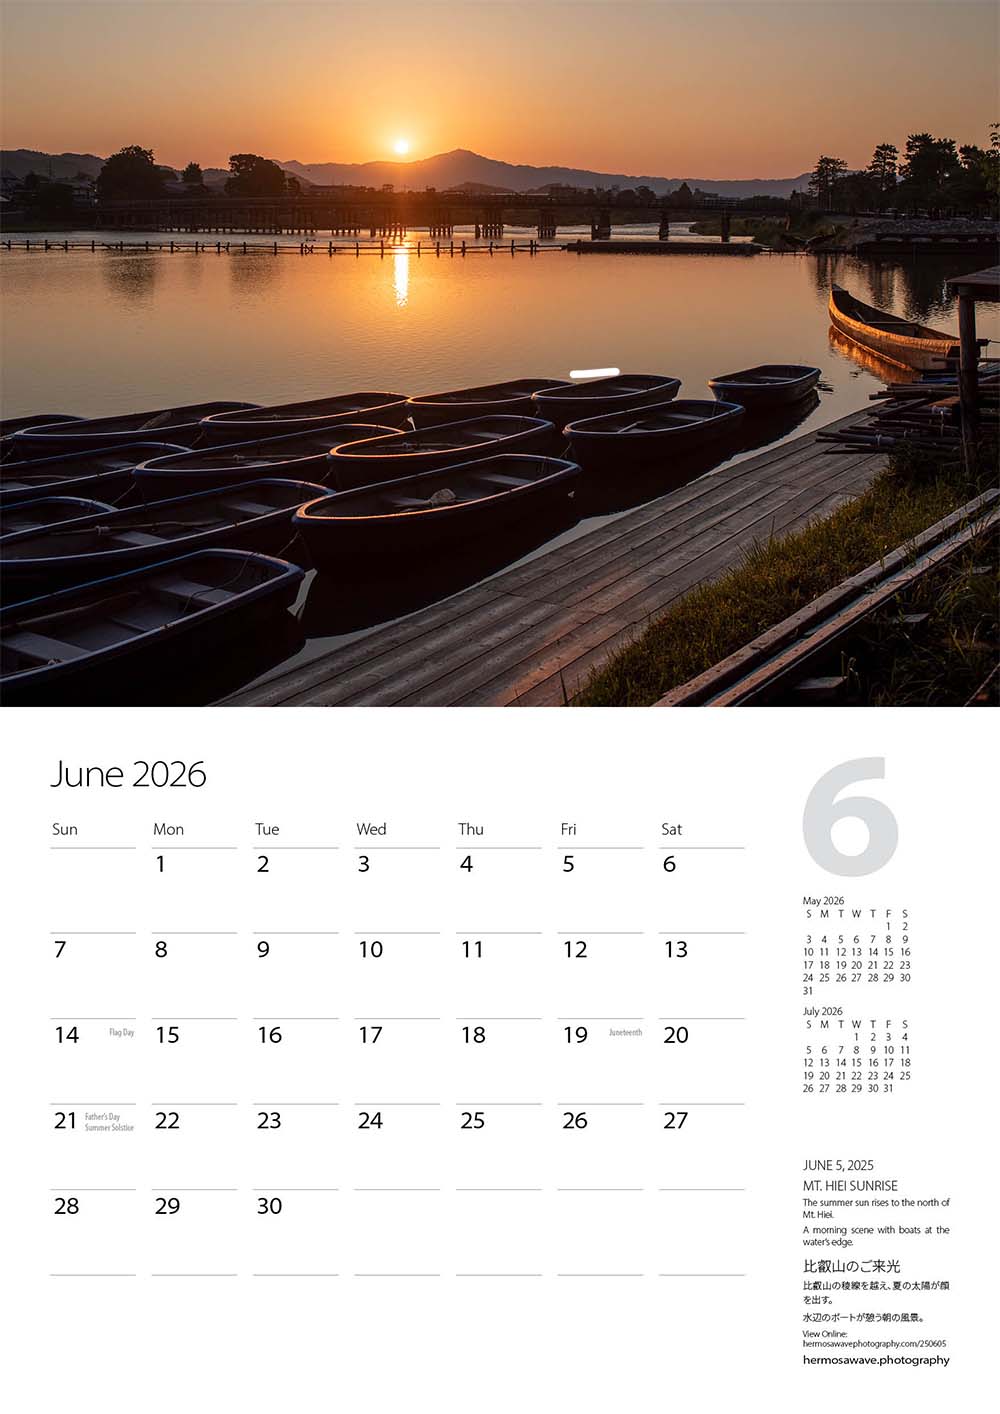 June 2026
6
Sun Mon Tue Wed Thu Fri Sat
1 2 3 4 5 6
7 8 9 10 11 12 13
14 Flag Day 15 16 17 18 19 Juneteenth 20
21 Father's Day
Summer Solstice 22 23 24 25 26 27
28 29 30
May 2026
S M T W T F S
1 2
3 4 5 6 7 8 9
10 11 12 13 14 15 16
17 18 19 20 21 22 23
24 25 26 27 28 29 30
31
July 2026
S M T W T F S
1 2 3 4
5 6 7 8 9 10 11
12 13 14 15 16 17 18
19 20 21 22 23 24 25
26 27 28 29 30 31
JUNE 5, 2025
MT. HIEI SUNRISE
The summer sun rises to the north of
Mt. Hiei.
A morning scene with boats at the
water's edge.
比叡山のご来光
比叡山の稜線を越え、夏の太陽が顔
を出す。
水辺のボートが憩う朝の風景。
View Online:
hermosawavephotography.com/250605
hermosawave.photography